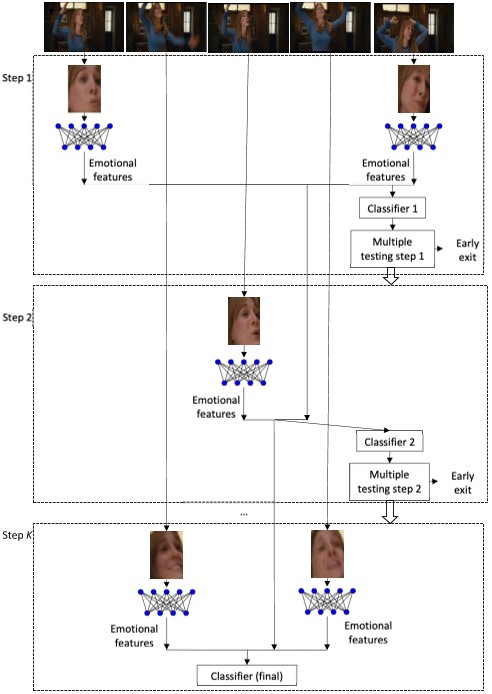 Step 1
Emotional
features
Emotional
features
Classifier 1
Multiple
testing step 1
Early
exit
Step 2
Emotional
features
Classifier 2
Multiple
testing step 2
Early
exit
...
Step K
Emotional
features
Emotional
features
Classifier (final)